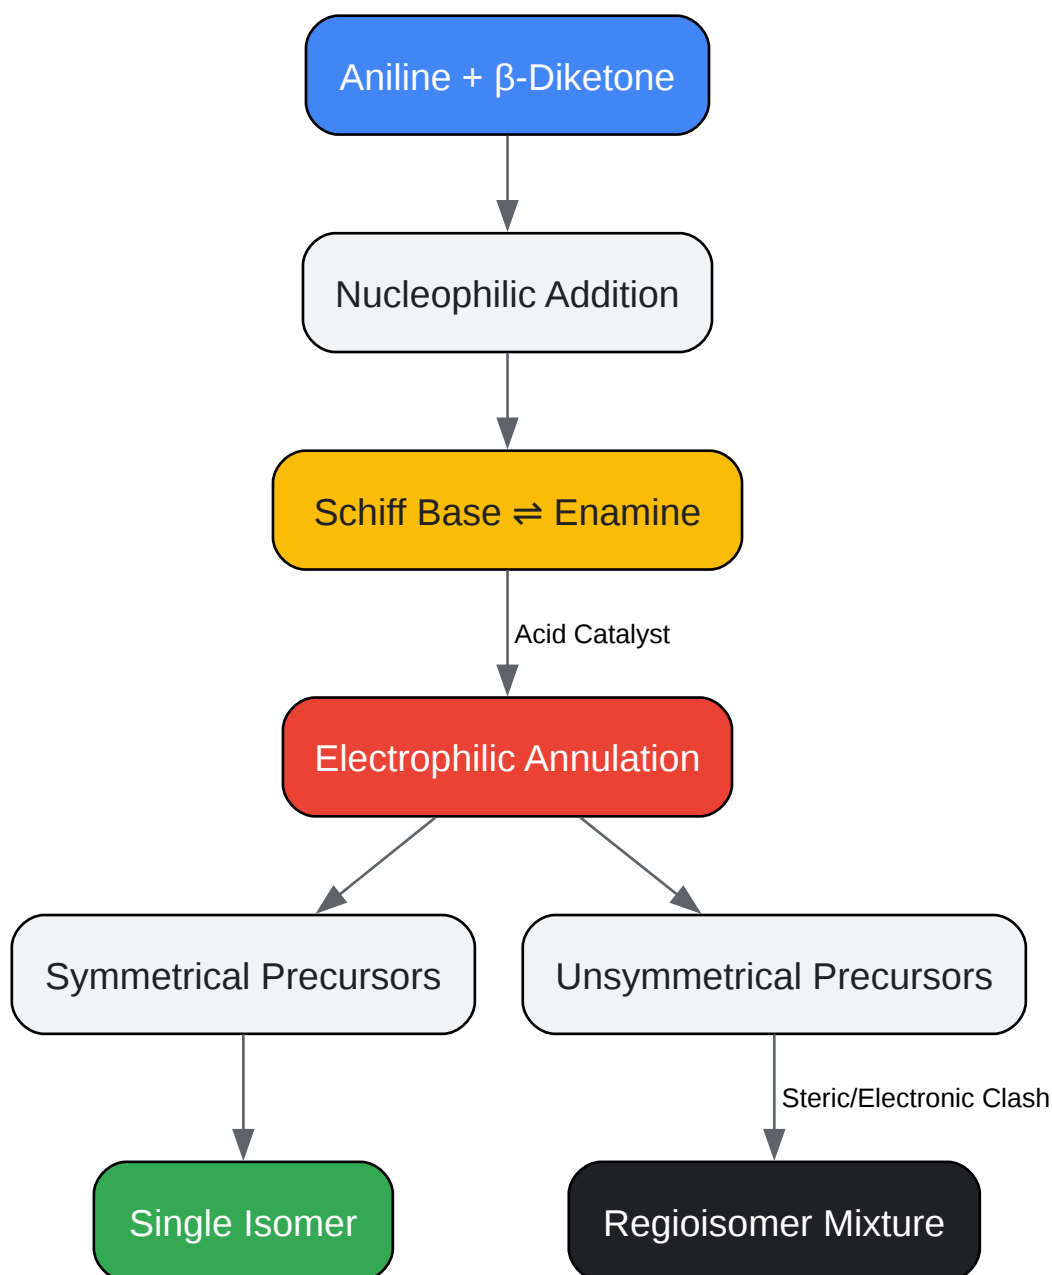 Aniline + β-Diketone
Nucleophilic Addition
Schiff Base ⇌ Enamine
Acid Catalyst
Electrophilic Annulation
Symmetrical Precursors
Unsymmetrical Precursors
Steric/Electronic Clash
Single Isomer
Regioisomer Mixture